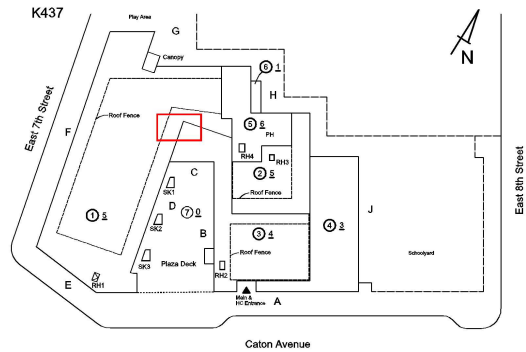 K437
Play Area
G
N
Canopy
6 1
H
East 7th Street
F
Roof Fence
5 6
PH
RH4
RH3
2 5
Roof Fence
C
SK1
D
7 0
SK2
B
1 5
3 4
4 3
J
East 8th Street
SK3
Plaza Deck
Roof Fence
RH2
Schoolyard
E
RH1
Main &
HC Entrance
A
Caton Avenue